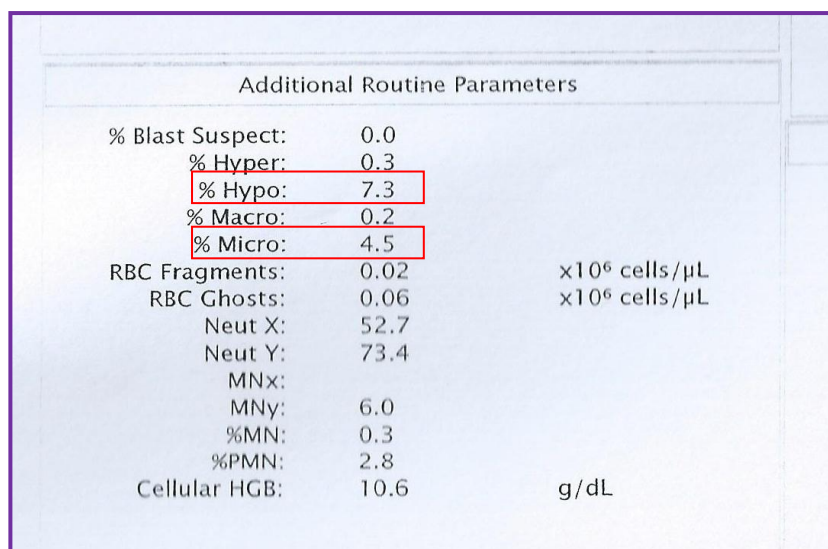 Additional Routine Parameters
% Blast Suspect: 0.0
% Hyper: 0.3
% Hypo: 7.3
% Macro: 0.2
% Micro: 4.5
RBC Fragments: 0.02 x10⁶ cells/µL
RBC Ghosts: 0.06 x10⁶ cells/µL
Neut X: 52.7
Neut Y: 73.4
MNx:
MNy: 6.0
%MN: 0.3
%PMN: 2.8
Cellular HGB: 10.6 g/dL